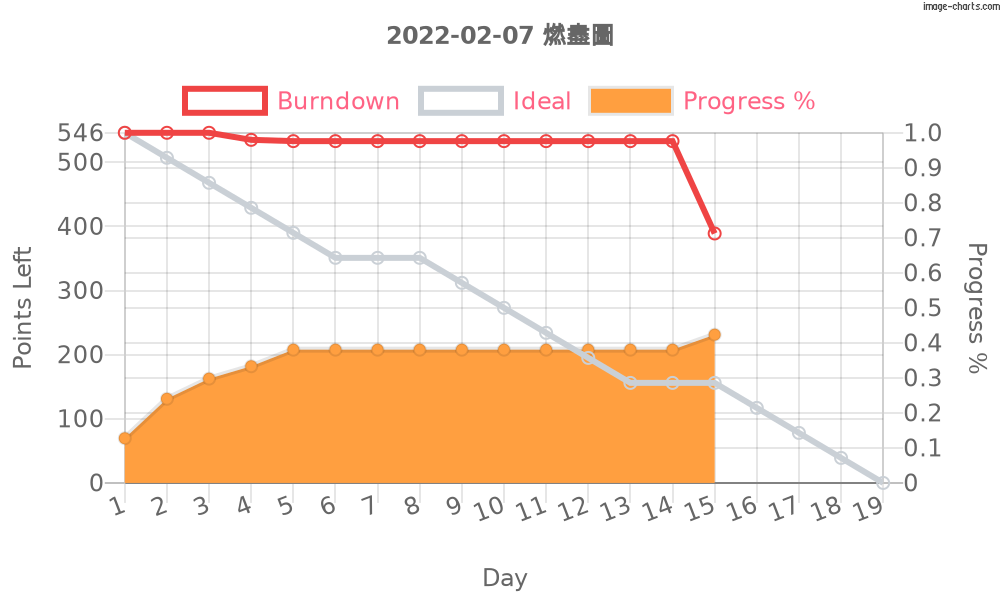 image-charts.com
2022-02-07 燃盡圖
Burndown Ideal Progress %
546 1.0
500 0.9
400 0.8
300 0.7
200 0.6
100 0.5
0 0.4
0.3
0.2
0.1
0
Points Left
Progress %
1 2 3 4 5 6 7 8 9 10 11 12 13 14 15 16 17 18 19
Day